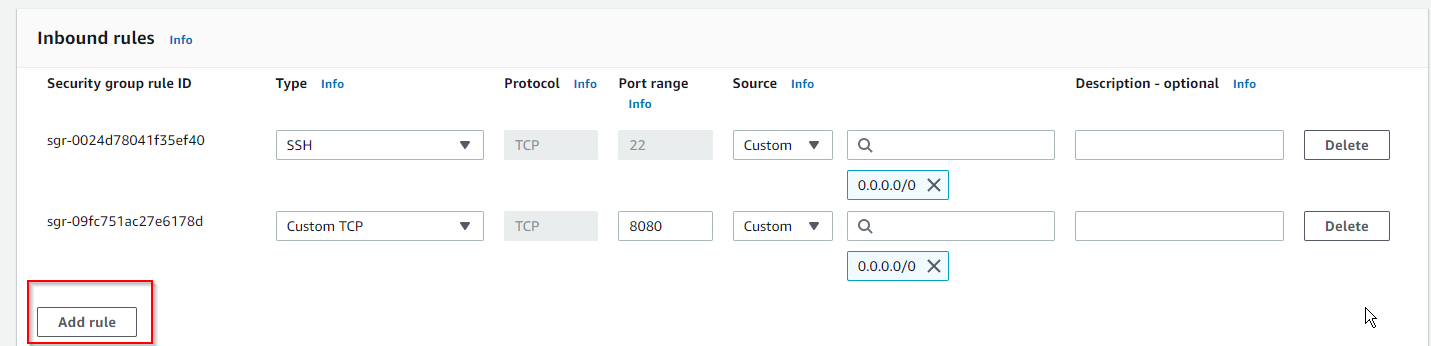 Inbound rules Info
Security group rule ID Type Info Protocol Info Port range Info Source Info Description - optional Info
sgr-0024d78041f35ef40 SSH TCP 22 Custom Delete
0.0.0.0/0
sgr-09fc751ac27e6178d Custom TCP TCP 8080 Custom Delete
0.0.0.0/0
Add rule